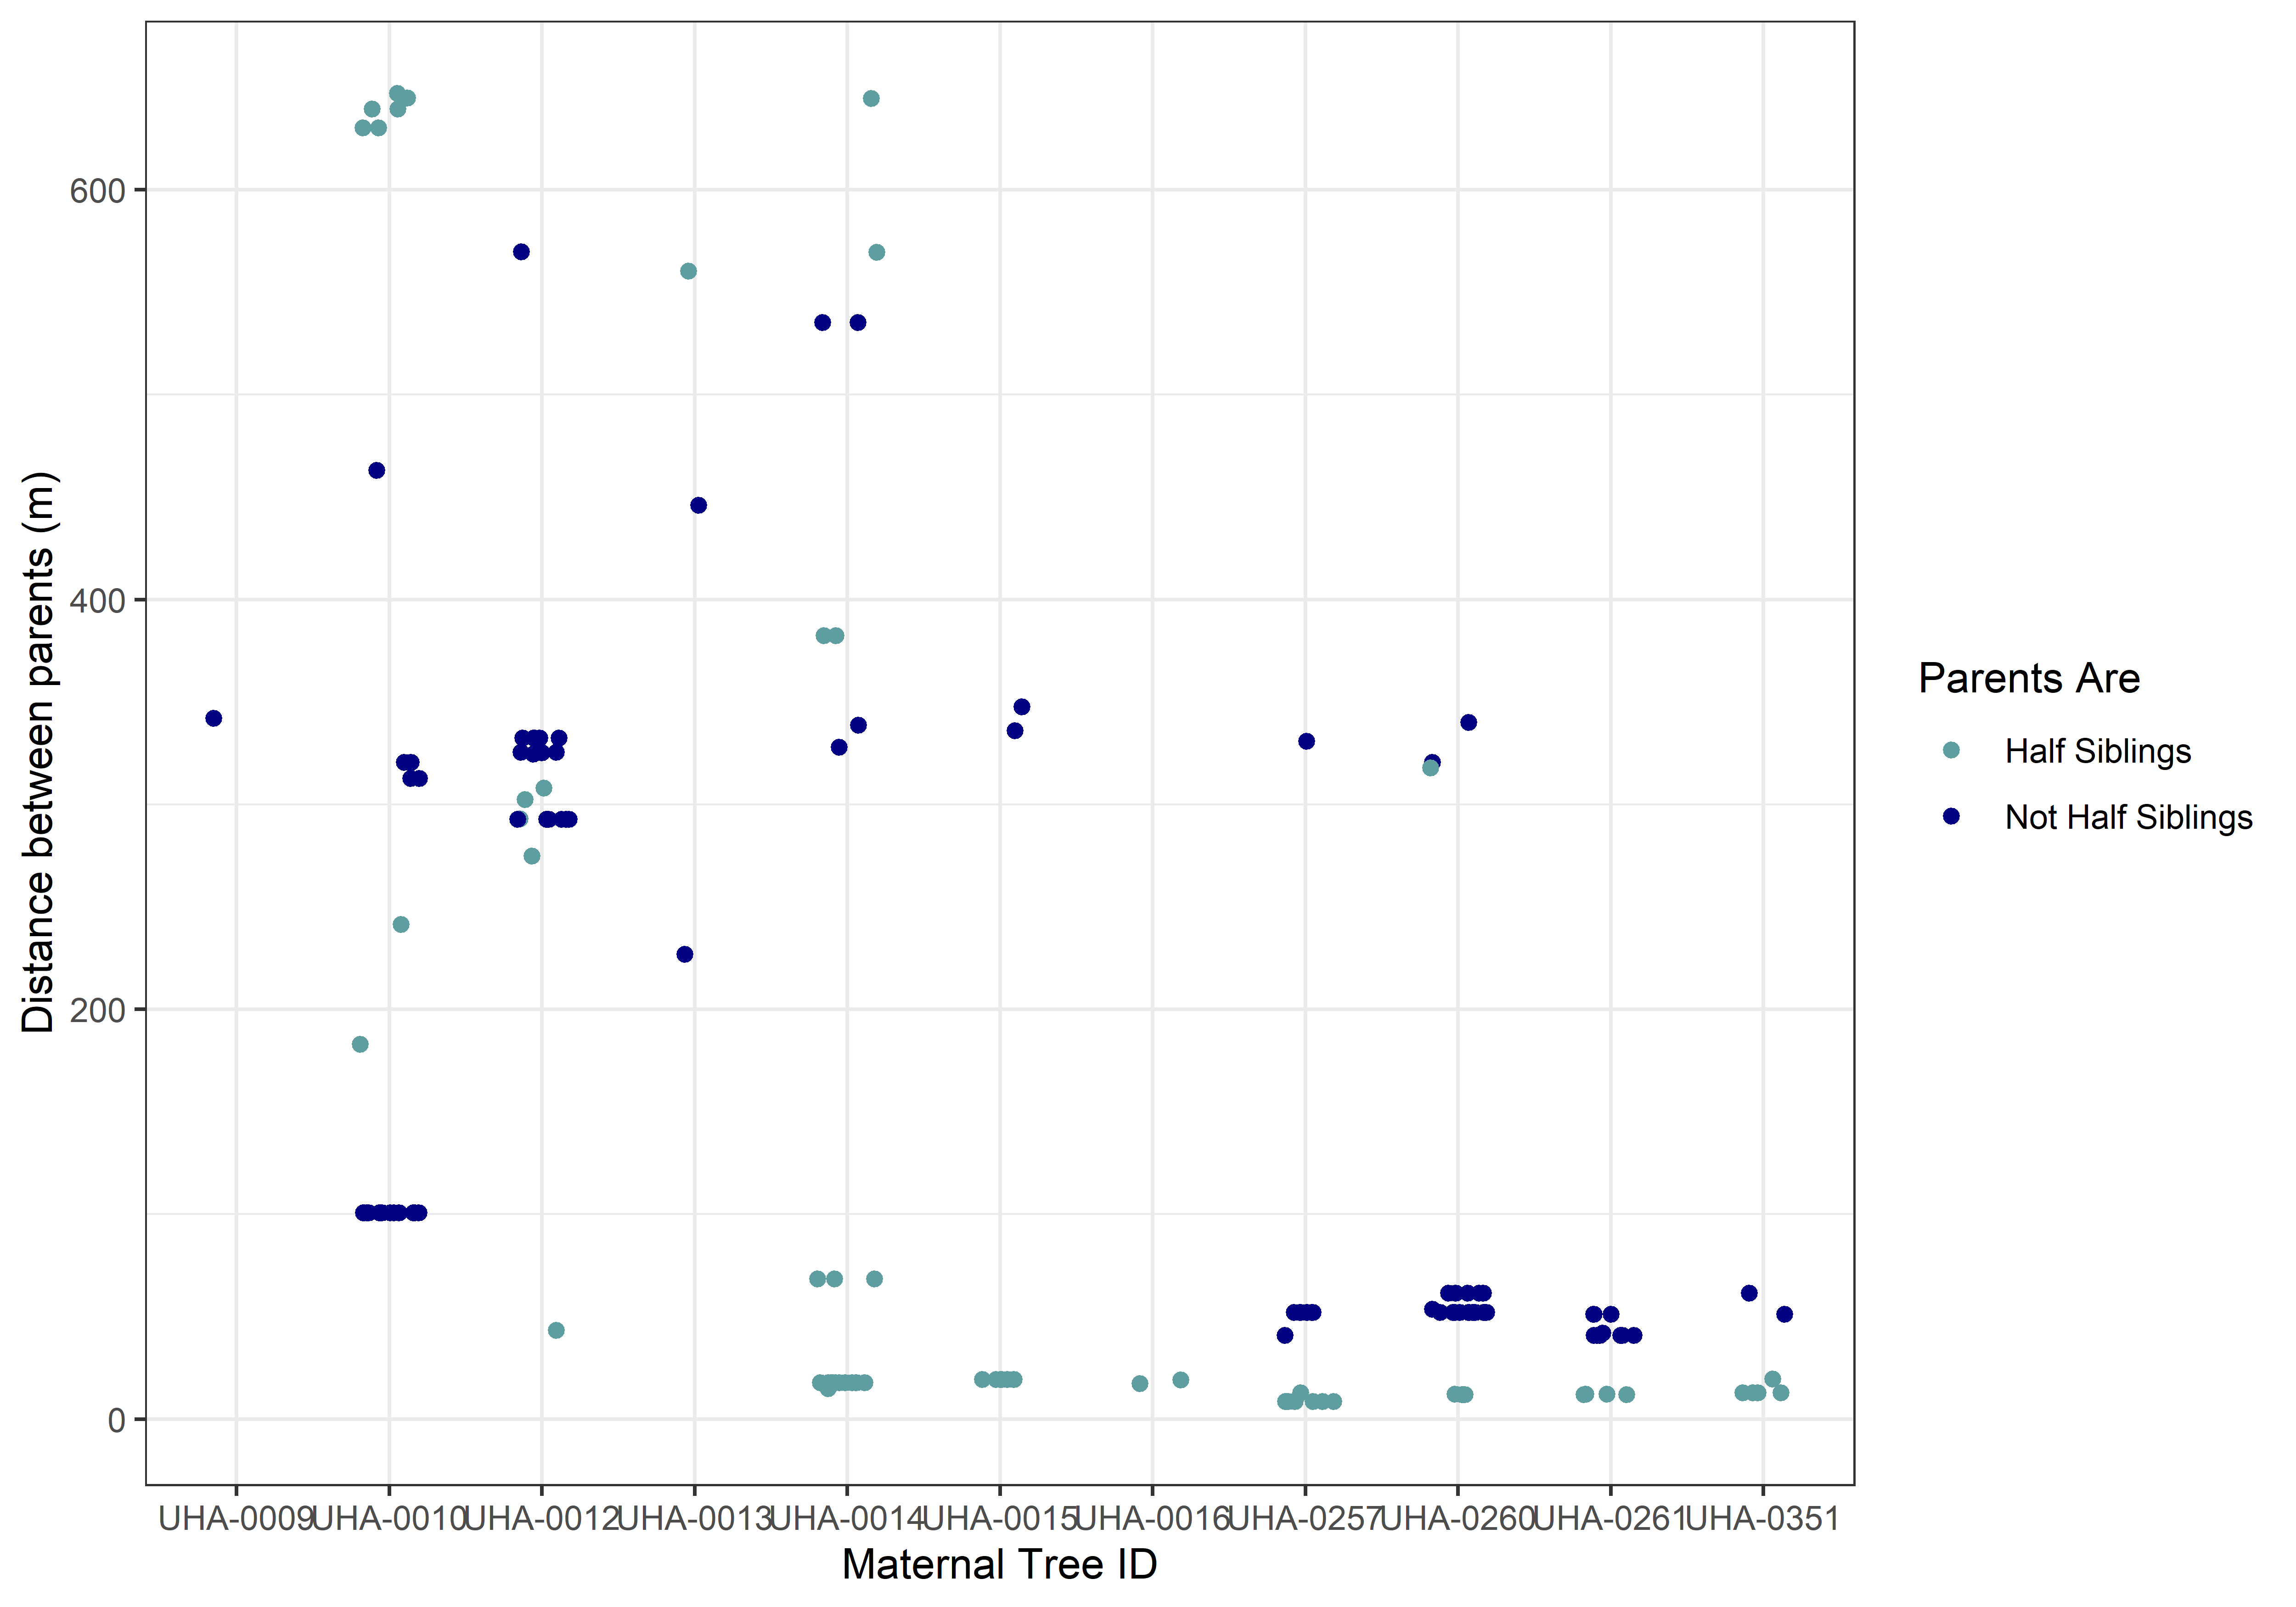 Distance between parents (m)
600
400
200
0
UHA-0009
UHA-0010
UHA-0012
UHA-0013
UHA-0014
UHA-0015
UHA-0016
UHA-0257
UHA-0260
UHA-0261
UHA-0351
Maternal Tree ID
Parents Are
Half Siblings
Not Half Siblings